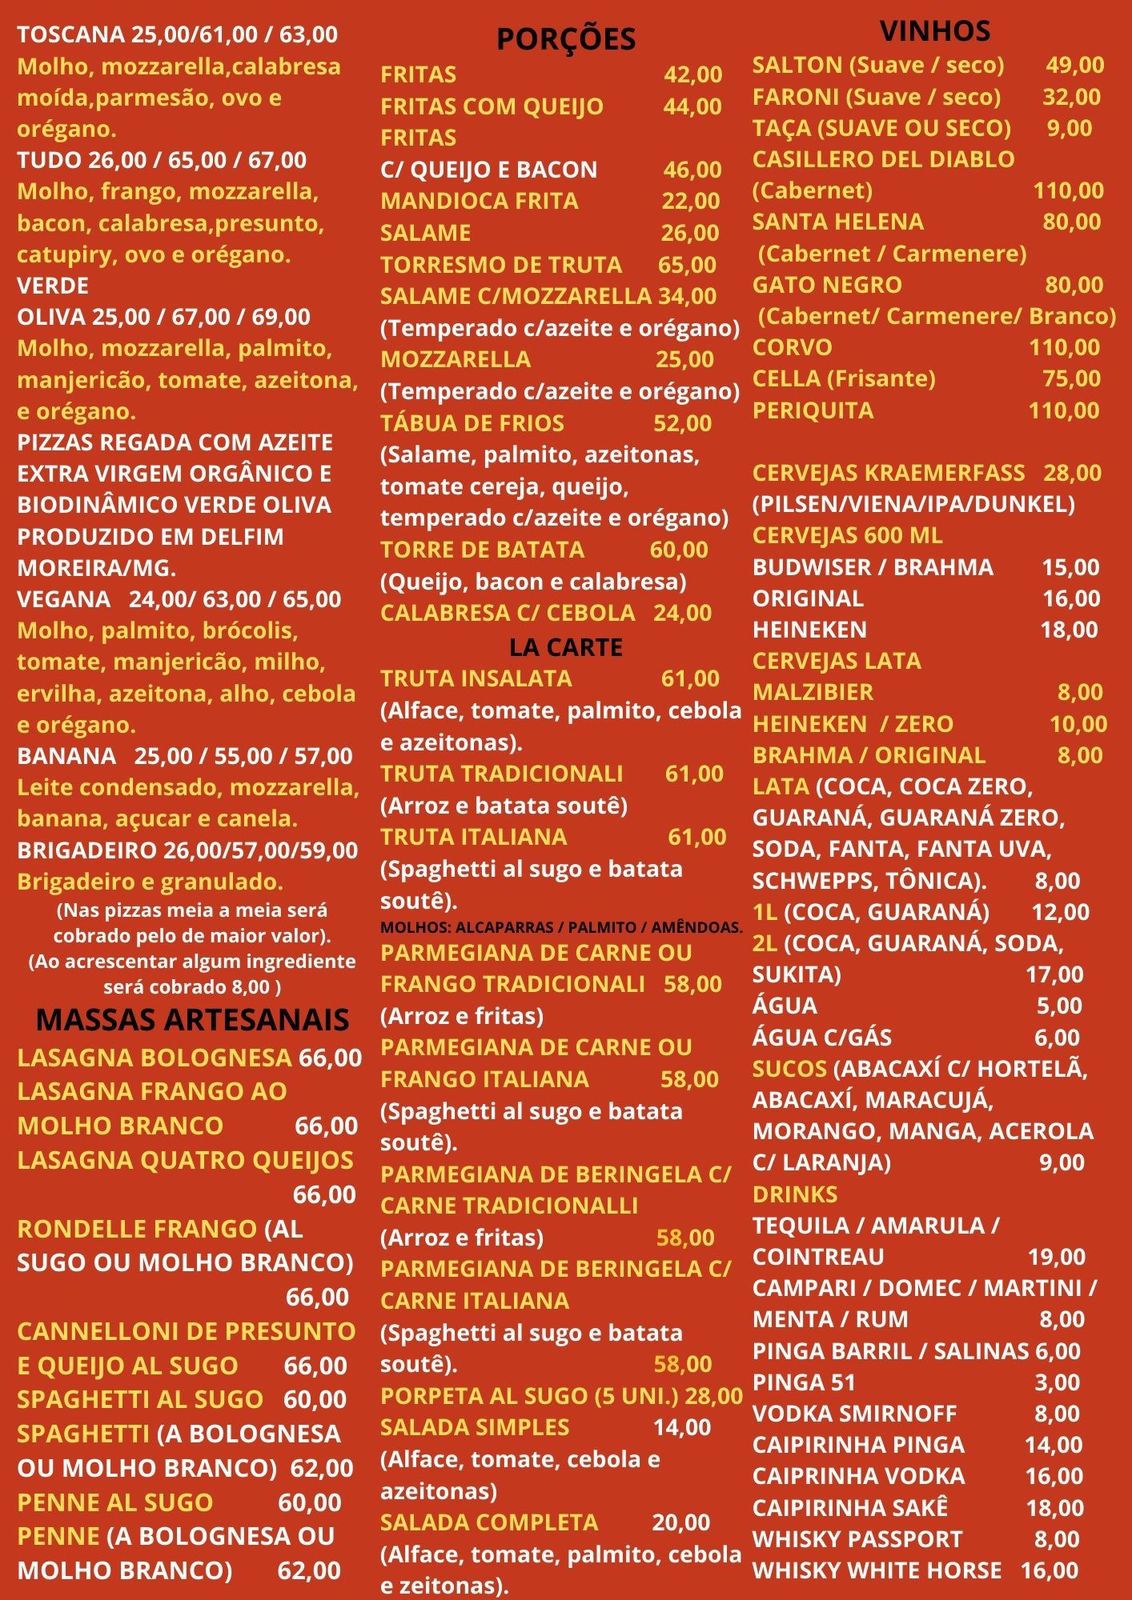 TOSCANA 25,00/61,00 / 63,00
Molho, mozzarella,calabresa
moída,parmesão, ovo e
orégano.
TUDO 26,00 / 65,00 / 67,00
Molho, frango, mozzarella,
bacon, calabresa,presunto,
catupiry, ovo e orégano.
VERDE
OLIVA 25,00 / 67,00 / 69,00
Molho, mozzarella, palmito,
manjericão, tomate, azeitona,
e orégano.
PIZZAS REGADA COM AZEITE
EXTRA VIRGEM ORGÂNICO E
BIODINÂMICO VERDE OLIVA
PRODUZIDO EM DELFIM
MOREIRA/MG.
VEGANA 24,00/ 63,00 / 65,00
Molho, palmito, brócolis,
tomate, manjericão, milho,
ervilha, azeitona, alho, cebola
e orégano.
BANANA 25,00 / 55,00 / 57,00
Leite condensado, mozzarella,
banana, açucar e canela.
BRIGADEIRO 26,00/57,00/59,00
Brigadeiro e granulado.
(Nas pizzas meia a meia será
cobrado pelo de maior valor).
(Ao acrescentar algum ingrediente
será cobrado 8,00 )
MASSAS ARTESANAIS
LASAGNA BOLOGNESA 66,00
LASAGNA FRANGO AO
MOLHO BRANCO 66,00
LASAGNA QUATRO QUEIJOS
66,00
RONDELLE FRANGO (AL
SUGO OU MOLHO BRANCO)
66,00
CANNELLONI DE PRESUNTO
E QUEIJO AL SUGO 66,00
SPAGHETTI AL SUGO 60,00
SPAGHETTI (A BOLOGNESA
OU MOLHO BRANCO) 62,00
PENNE AL SUGO 60,00
PENNE (A BOLOGNESA OU
MOLHO BRANCO) 62,00
PORÇÕES
FRITAS 42,00
FRITAS COM QUEIJO 44,00
FRITAS
C/ QUEIJO E BACON 46,00
MANDIOCA FRITA 22,00
SALAME 26,00
TORRESMO DE TRUTA 65,00
SALAME C/MOZZARELLA 34,00
(Temperado c/azeite e orégano)
MOZZARELLA 25,00
(Temperado c/azeite e orégano)
TÁBUA DE FRIOS 52,00
(Salame, palmito, azeitonas,
tomate cereja, queijo,
temperado c/azeite e orégano)
TORRE DE BATATA 60,00
(Queijo, bacon e calabresa)
CALABRESA C/ CEBOLA 24,00
LA CARTE
TRUTA INSALATA 61,00
(Alface, tomate, palmito, cebola
e azeitonas).
TRUTA TRADICIONALI 61,00
(Arroz e batata soutê)
TRUTA ITALIANA 61,00
(Spaghetti al sugo e batata
soutê).
MOLHOS: ALCAPARRAS / PALMITO / AMÊNDOAS.
PARMEGIANA DE CARNE OU
FRANGO TRADICIONALI 58,00
(Arroz e fritas)
PARMEGIANA DE CARNE OU
FRANGO ITALIANA 58,00
(Spaghetti al sugo e batata
soutê).
PARMEGIANA DE BERINGELA C/
CARNE TRADICIONALLI
(Arroz e fritas) 58,00
PARMEGIANA DE BERINGELA C/
CARNE ITALIANA
(Spaghetti al sugo e batata
soutê). 58,00
PORPETA AL SUGO (5 UNI.) 28,00
SALADA SIMPLES 14,00
(Alface, tomate, cebola e
azeitonas)
SALADA COMPLETA 20,00
(Alface, tomate, palmito, cebola
e zeitonas).
VINHOS
SALTON (Suave / seco) 49,00
FARONI (Suave / seco) 32,00
TAÇA (SUAVE OU SECO) 9,00
CASILLERO DEL DIABLO
(Cabernet) 110,00
SANTA HELENA 80,00
(Cabernet / Carmenere)
GATO NEGRO 80,00
(Cabernet/ Carmenere/ Branco)
CORVO 110,00
CELLA (Frisante) 75,00
PERIQUITA 110,00
CERVEJAS KRAEMERFASS 28,00
(PILSEN/VIENA/IPA/DUNKEL)
CERVEJAS 600 ML
BUDWISER / BRAHMA 15,00
ORIGINAL 16,00
HEINEKEN 18,00
CERVEJAS LATA
MALZIBIER 8,00
HEINEKEN / ZERO 10,00
BRAHMA / ORIGINAL 8,00
LATA (COCA, COCA ZERO,
GUARANÁ, GUARANÁ ZERO,
SODA, FANTA, FANTA UVA,
SCHWEPPS, TÔNICA). 8,00
1L (COCA, GUARANÁ) 12,00
2L (COCA, GUARANÁ, SODA,
SUKITA) 17,00
ÁGUA 5,00
ÁGUA C/GÁS 6,00
SUCOS (ABACAXÍ C/ HORTELÃ,
ABACAXÍ, MARACUJÁ,
MORANGO, MANGA, ACEROLA
C/ LARANJA) 9,00
DRINKS
TEQUILA / AMARULA /
COINTREAU 19,00
CAMPARI / DOMEC / MARTINI /
MENTA / RUM 8,00
PINGA BARRIL / SALINAS 6,00
PINGA 51 3,00
VODKA SMIRNOFF 8,00
CAIPIRINHA PINGA 14,00
CAIPRINHA VODKA 16,00
CAIPIRINHA SAKÊ 18,00
WHISKY PASSPORT 8,00
WHISKY WHITE HORSE 16,00